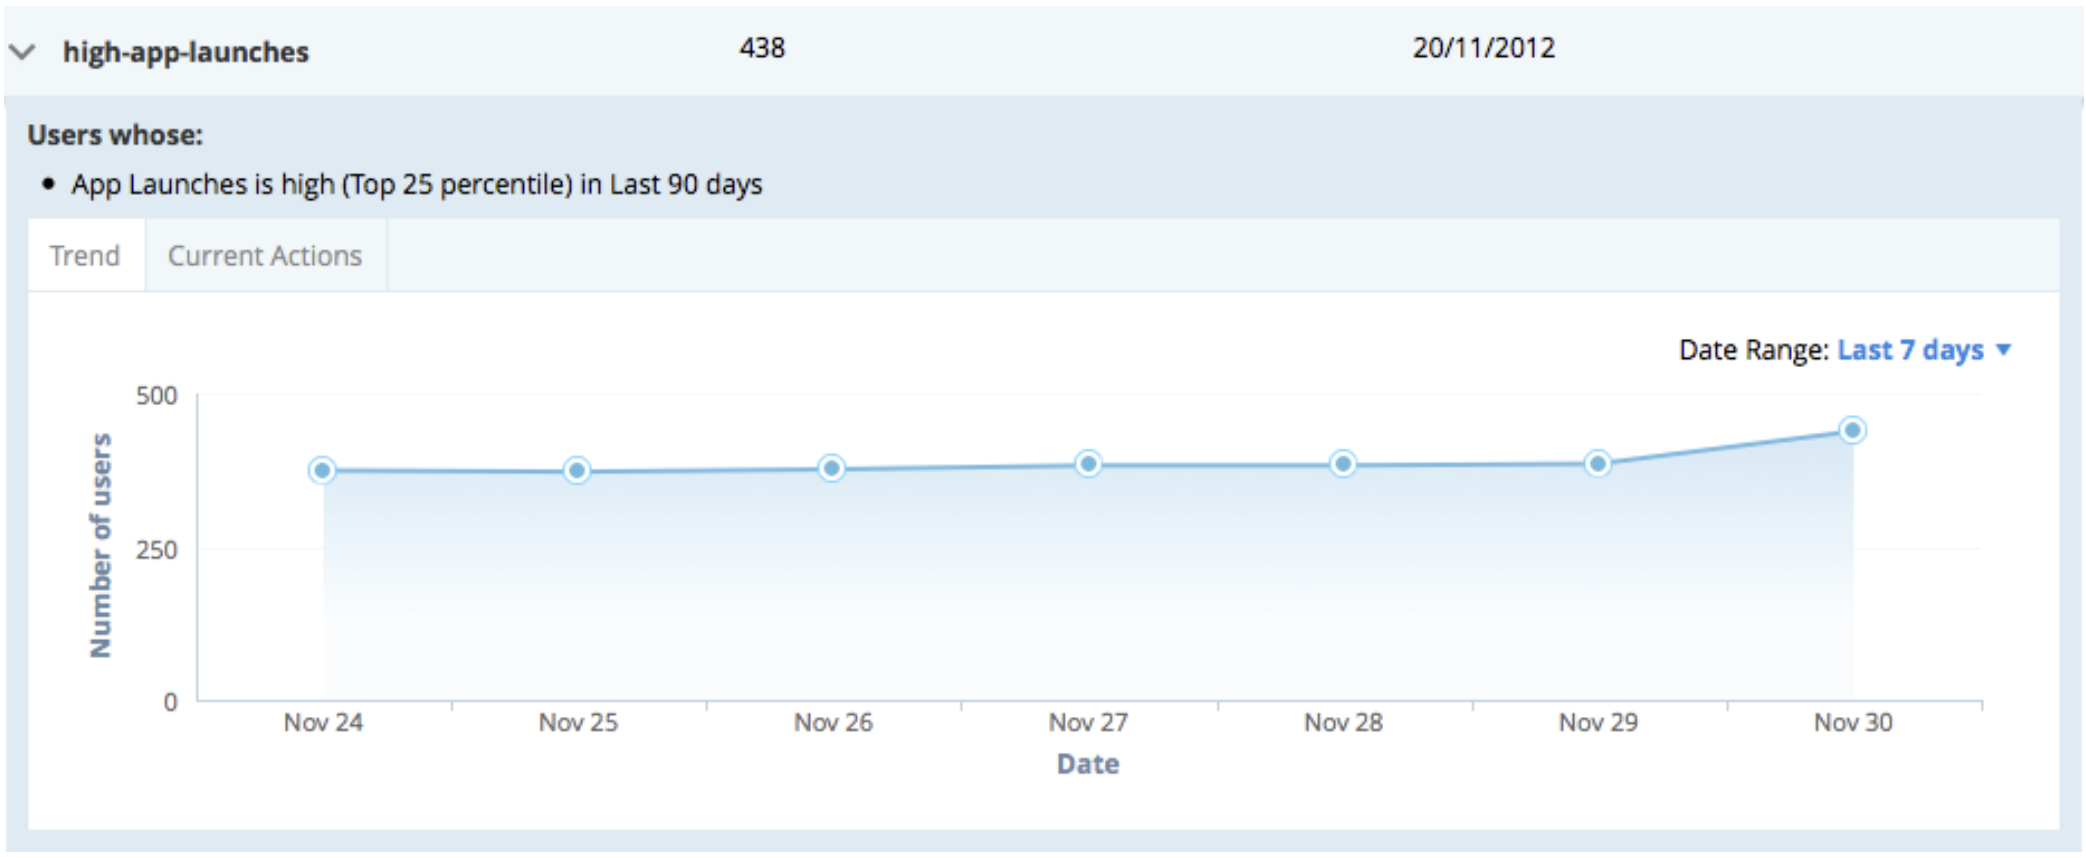 high-app-launches 438 20/11/2012
Users whose:
• App Launches is high (Top 25 percentile) in Last 90 days
Trend Current Actions
Date Range: Last 7 days ▼
500
250
0
Number of users
Nov 24 Nov 25 Nov 26 Nov 27 Nov 28 Nov 29 Nov 30
Date